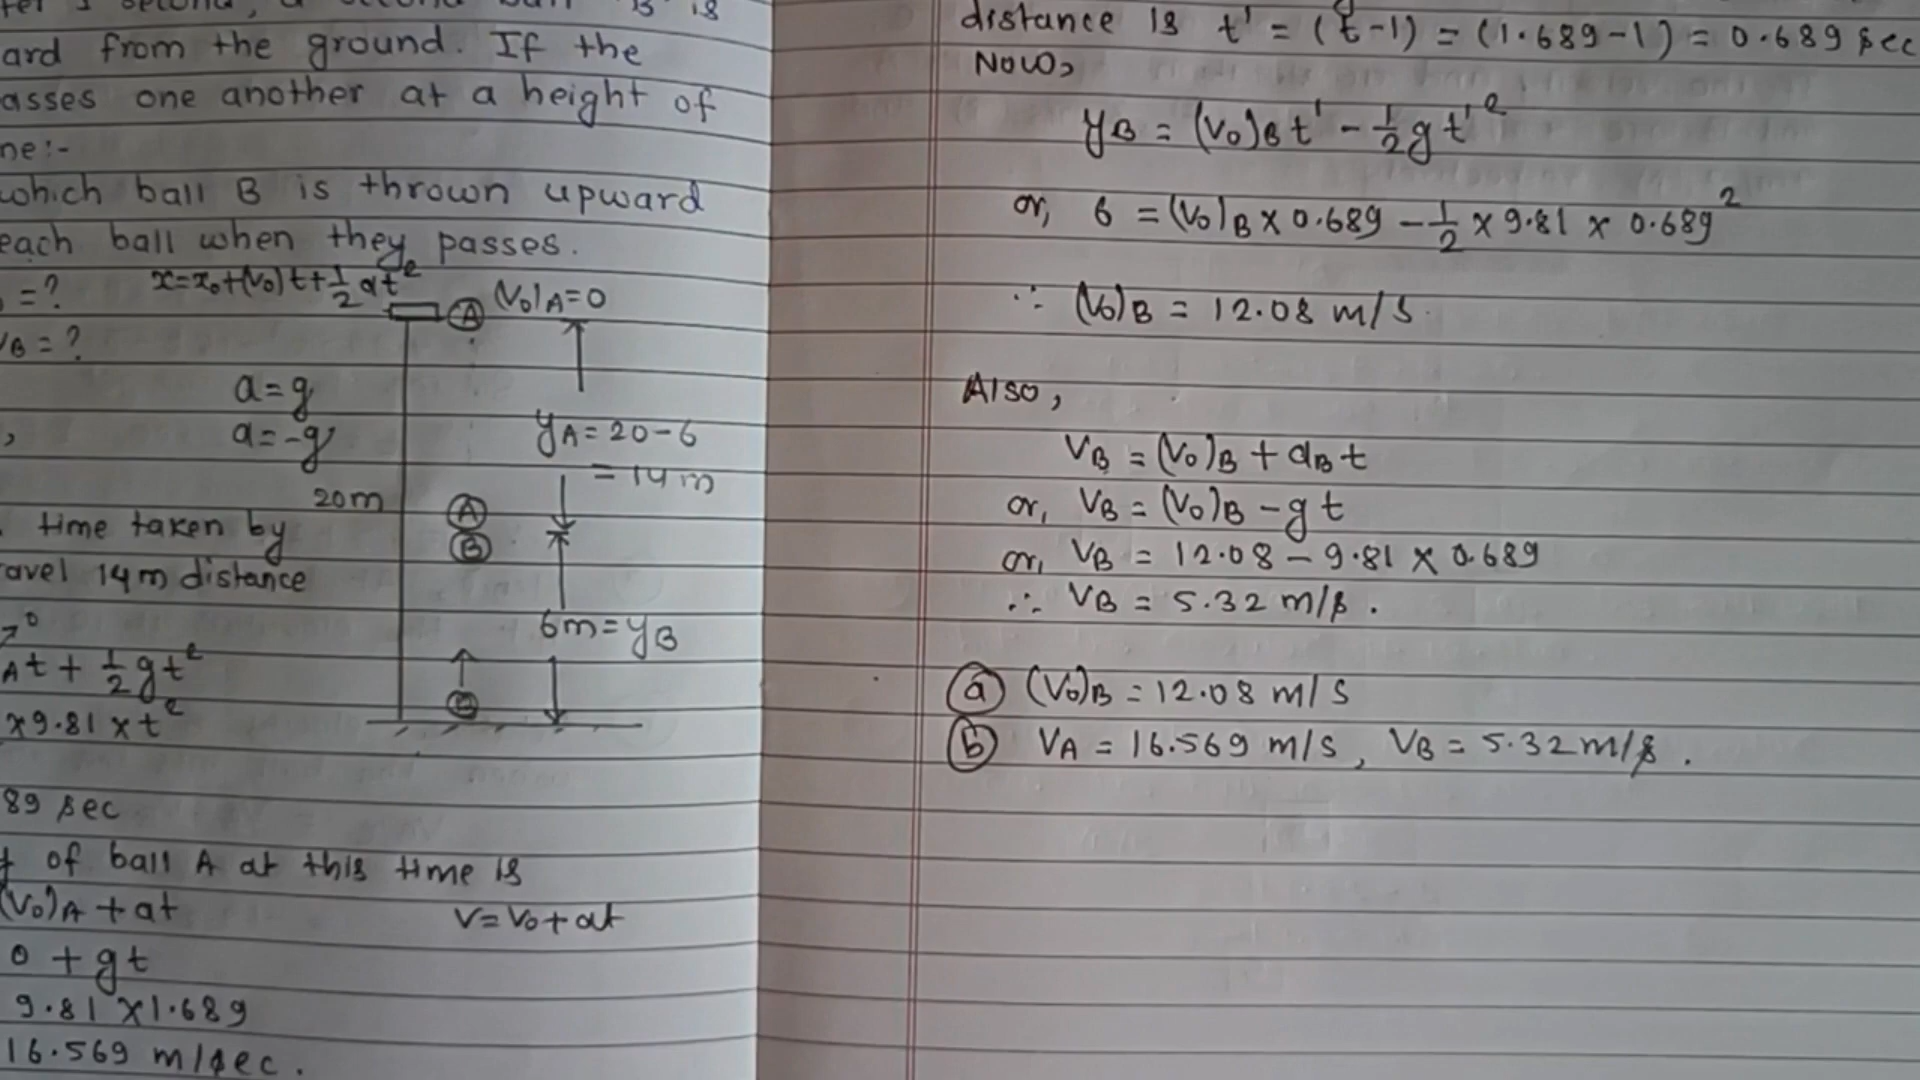 ard from the ground. If the
asses one another at a height of
ne:-
which ball B is thrown upward
each ball when they passes.
= ? x=x₀+(V₀)t+½at²
(V₀)A=0
A
VB = ?
a=g
a=-g
yA=20-6
= 14m
20m
A
B
time taken by
avel 14m distance
6m=yB
At + ½gt²
x9.81 x t²
B
89 sec
of ball A at this time is
(V₀)A + at V=V₀+at
0 + gt
9.81 x1.689
16.569 m/sec.
distance is t' = (t-1) = (1.689-1) = 0.689 sec
Now,
yB = (V₀)B t' - ½ g t'²
or, 6 = (V₀)B x 0.689 - ½ x 9.81 x 0.689²
∴ (V₀)B = 12.08 m/s.
Also,
VB = (V₀)B + aB t
or, VB = (V₀)B - g t
or, VB = 12.08 - 9.81 x 0.689
∴ VB = 5.32 m/s.
a (V₀)B = 12.08 m/s
b VA = 16.569 m/s, VB = 5.32 m/s.